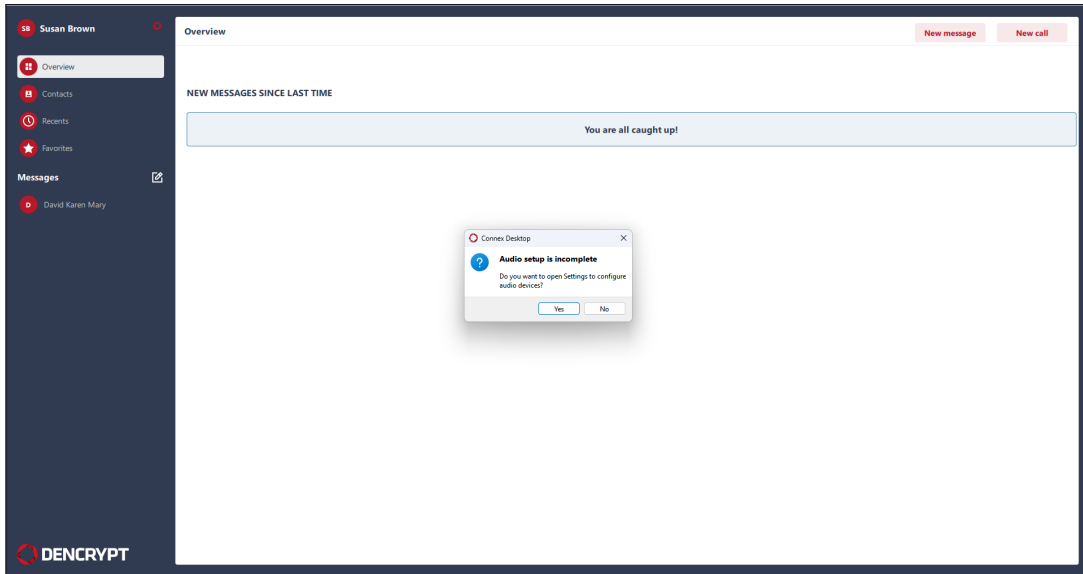 SB Susan Brown
Overview
Contacts
Recents
Favorites
Messages
D David Karen Mary
DENCRYPT
Overview
New message
New call
NEW MESSAGES SINCE LAST TIME
You are all caught up!
Connex Desktop
Audio setup is incomplete
Do you want to open Settings to configure
audio devices?
Yes
No